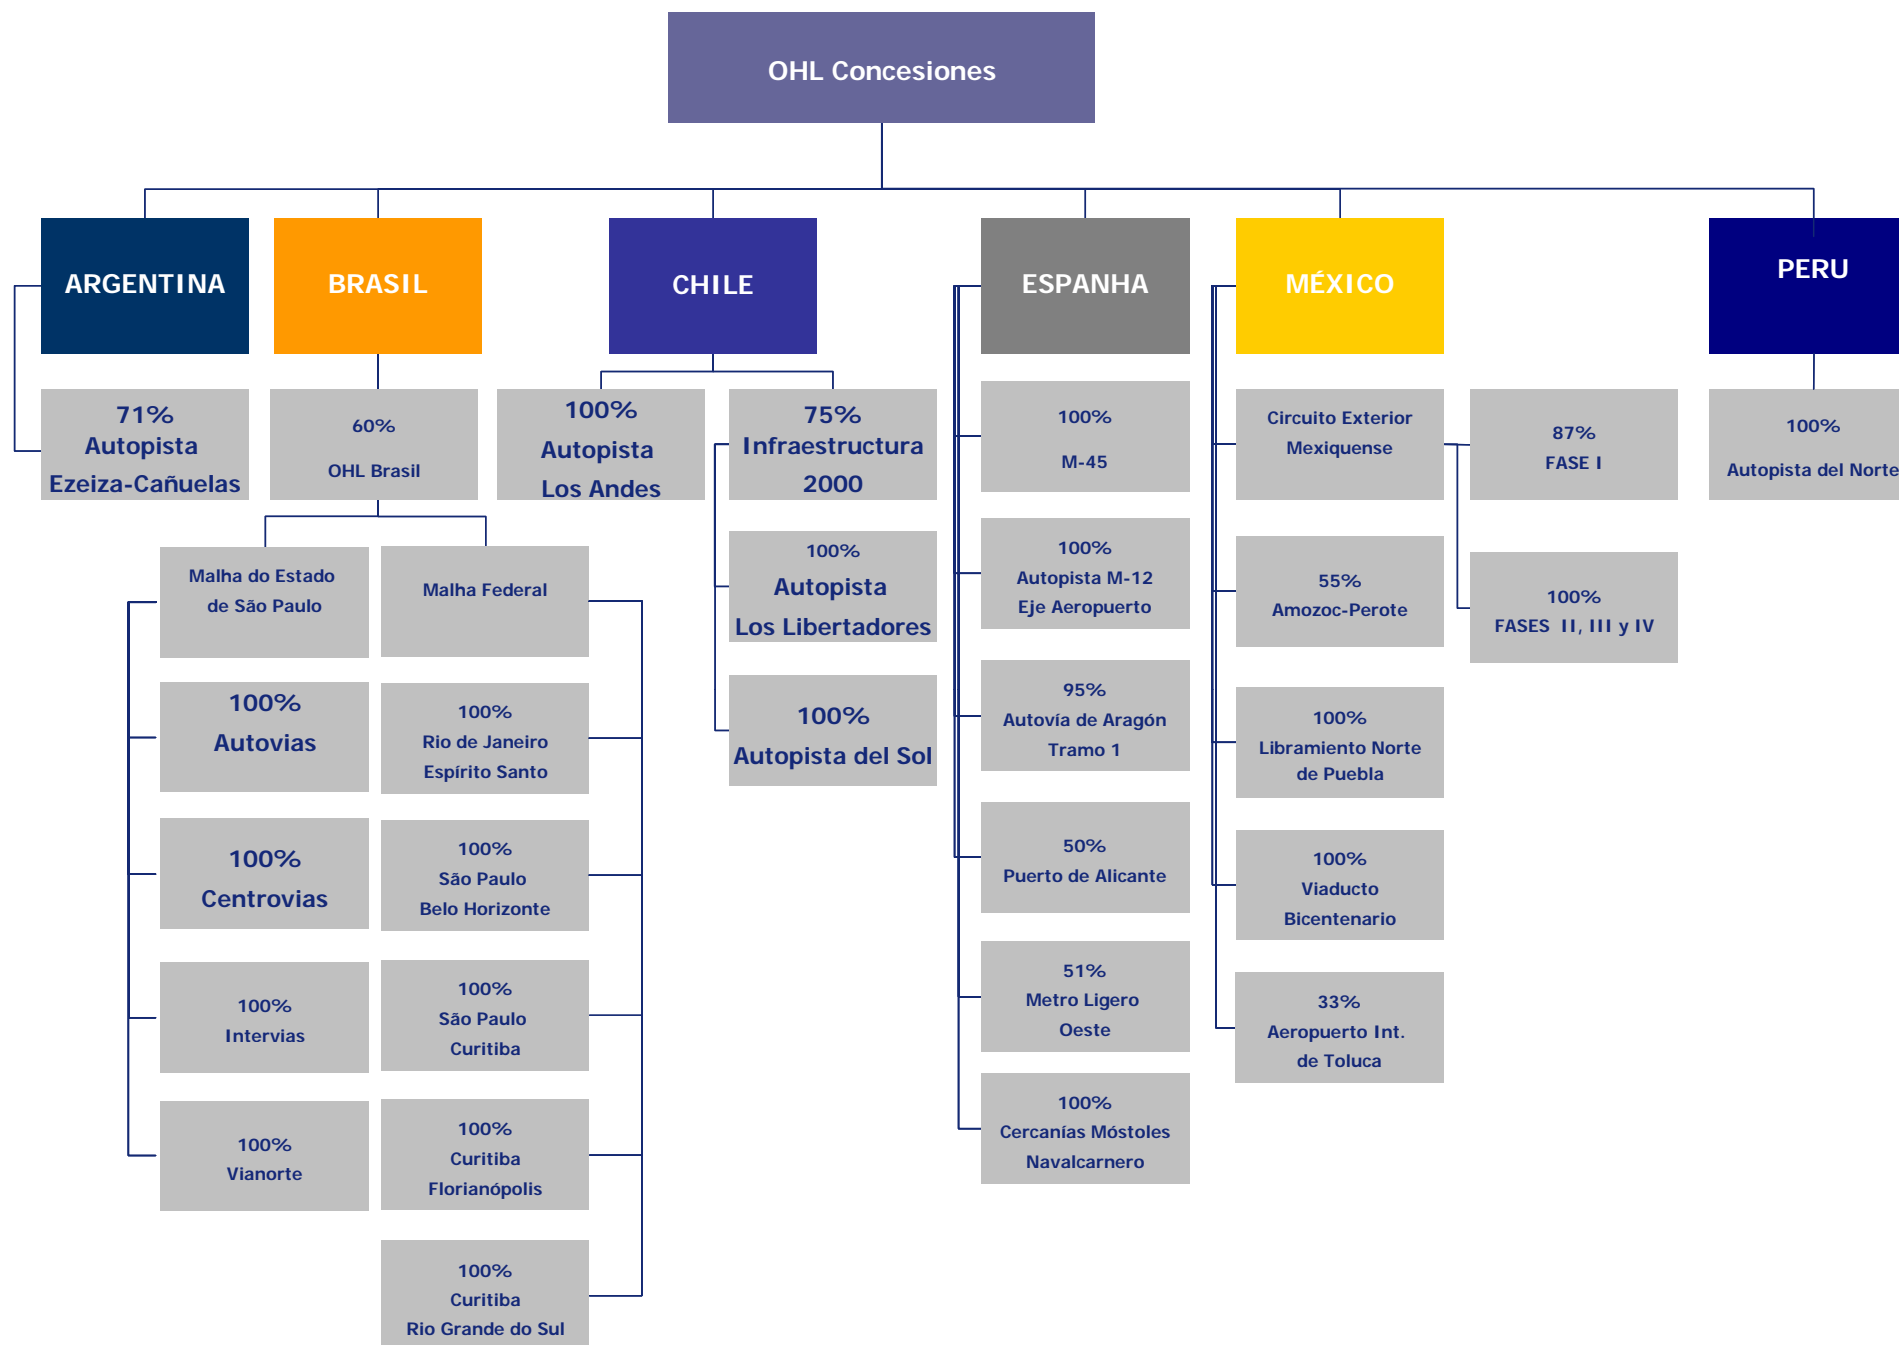 OHL Concesiones
ARGENTINA
71%
Autopista
Ezeiza-Cañuelas
BRASIL
60%
OHL Brasil
Malha do Estado
de São Paulo
100%
Autovias
100%
Centrovias
100%
Intervias
100%
Vianorte
Malha Federal
100%
Rio de Janeiro
Espírito Santo
100%
São Paulo
Belo Horizonte
100%
São Paulo
Curitiba
100%
Curitiba
Florianópolis
100%
Curitiba
Rio Grande do Sul
CHILE
100%
Autopista
Los Andes
75%
Infraestructura
2000
100%
Autopista
Los Libertadores
100%
Autopista del Sol
ESPANHA
100%
M-45
100%
Autopista M-12
Eje Aeropuerto
95%
Autovía de Aragón
Tramo 1
50%
Puerto de Alicante
51%
Metro Ligero
Oeste
100%
Cercanías Móstoles
Navalcarnero
MÉXICO
Circuito Exterior
Mexiquense
87%
FASE I
100%
FASES II, III y IV
55%
Amozoc-Perote
100%
Libramiento Norte
de Puebla
100%
Viaducto
Bicentenario
33%
Aeropuerto Int.
de Toluca
PERU
100%
Autopista del Norte